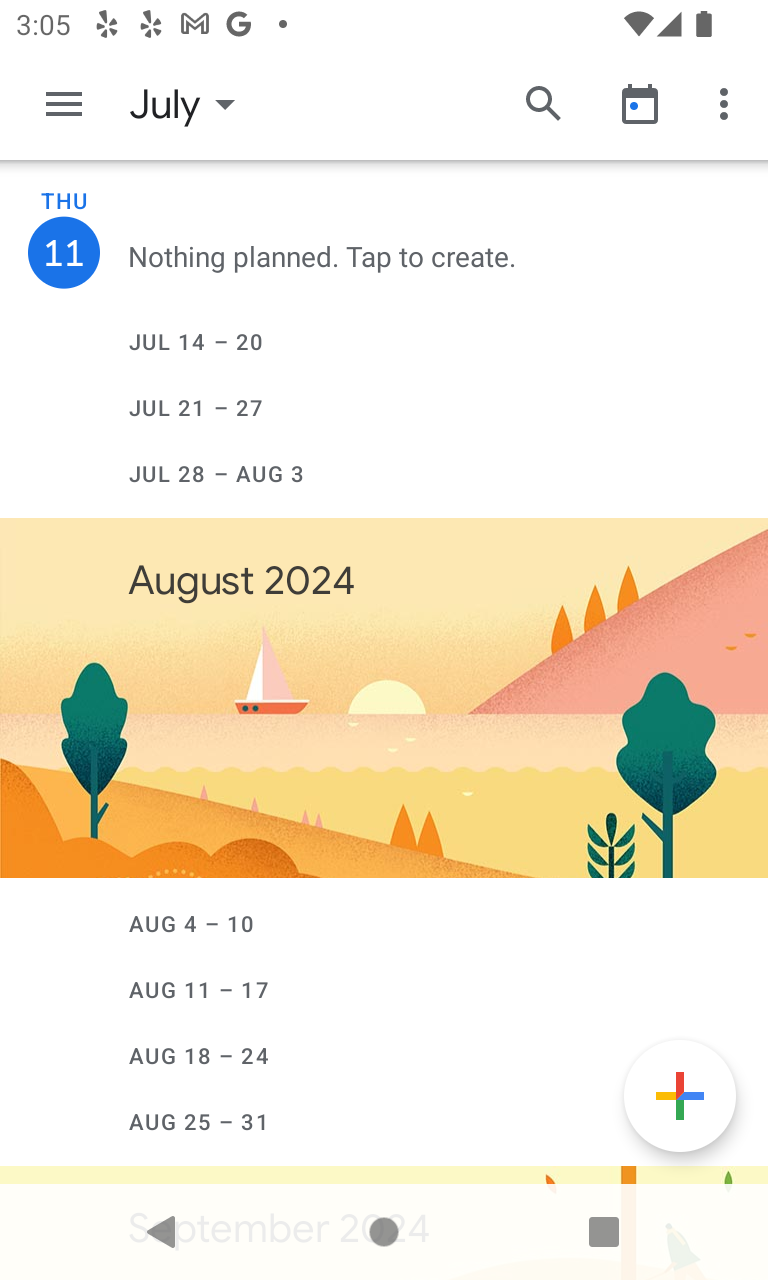 3:05
July
THU
11
Nothing planned. Tap to create.
JUL 14 – 20
JUL 21 – 27
JUL 28 – AUG 3
August 2024
AUG 4 – 10
AUG 11 – 17
AUG 18 – 24
AUG 25 – 31
September 2024